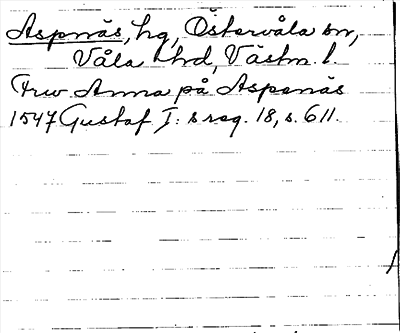 Aspnäs, hg, Östervåla sn,
Våla hd, Västm. l.
Fru Anna på Aspenäs
1547 Gustaf I:s reg. 18, s. 611.